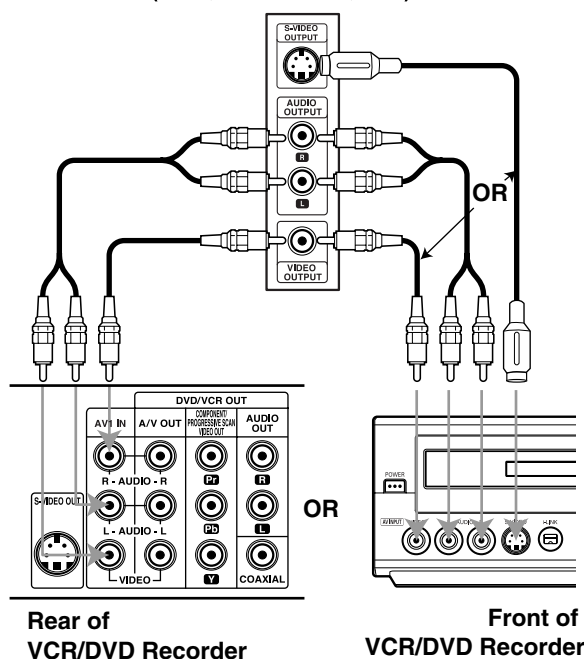 S-VIDEO
OUTPUT
AUDIO
OUTPUT
R
L
VIDEO
OUTPUT
OR
DVD/VCR OUT
AV1 IN
A/V OUT
COMPONENT/
PROGRESSIVE SCAN
VIDEO OUT
AUDIO
OUT
R - AUDIO - R
Pr
R
S-VIDEO OUT
L - AUDIO - L
Pb
L
VIDEO
Y
COAXIAL
OR
POWER
AV INPUT
AUDIO
i-LINK
Rear of
VCR/DVD Recorder
Front of
VCR/DVD Recorder